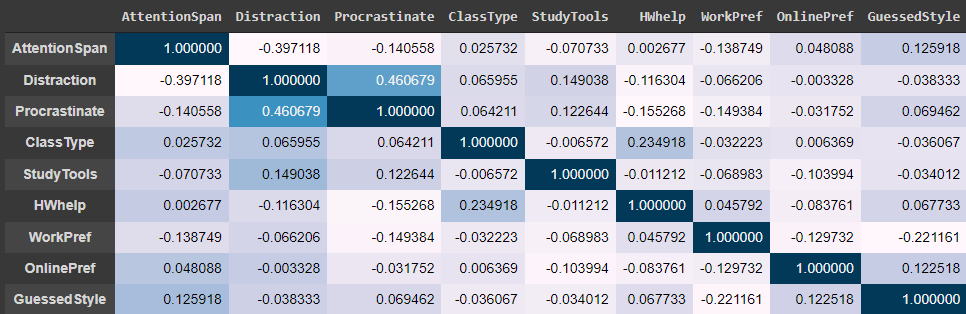 AttentionSpan Distraction Procrastinate ClassType StudyTools HWhelp WorkPref OnlinePref GuessedStyle
AttentionSpan 1.000000 -0.397118 -0.140558 0.025732 -0.070733 0.002677 -0.138749 0.048088 0.125918
Distraction -0.397118 1.000000 0.460679 0.065955 0.149038 -0.116304 -0.066206 -0.003328 -0.038333
Procrastinate -0.140558 0.460679 1.000000 0.064211 0.122644 -0.155268 -0.149384 -0.031752 0.069462
ClassType 0.025732 0.065955 0.064211 1.000000 -0.006572 0.234918 -0.032223 0.006369 -0.036067
StudyTools -0.070733 0.149038 0.122644 -0.006572 1.000000 -0.011212 -0.068983 -0.103994 -0.034012
HWhelp 0.002677 -0.116304 -0.155268 0.234918 -0.011212 1.000000 0.045792 -0.083761 0.067733
WorkPref -0.138749 -0.066206 -0.149384 -0.032223 -0.068983 0.045792 1.000000 -0.129732 -0.221161
OnlinePref 0.048088 -0.003328 -0.031752 0.006369 -0.103994 -0.083761 -0.129732 1.000000 0.122518
GuessedStyle 0.125918 -0.038333 0.069462 -0.036067 -0.034012 0.067733 -0.221161 0.122518 1.000000